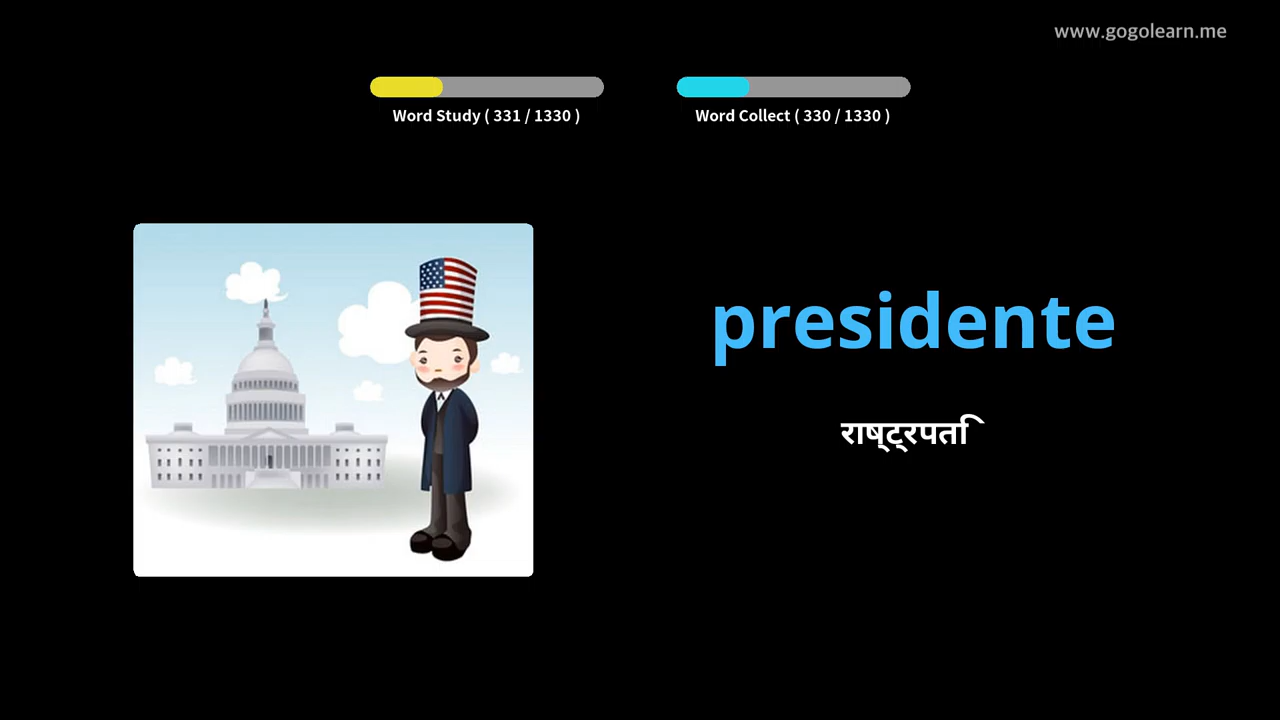 www.gogolearn.me
Word Study ( 331 / 1330 )
Word Collect ( 330 / 1330 )
presidente
राष्ट्रपति